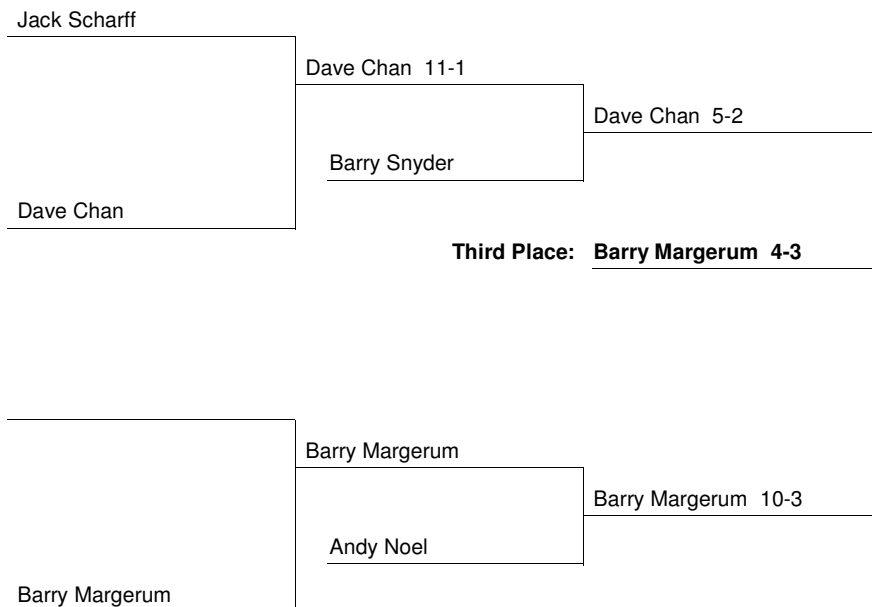 Jack Scharff
Dave Chan 11-1
Dave Chan 5-2
Barry Snyder
Dave Chan
Third Place: Barry Margerum 4-3
Barry Margerum
Barry Margerum 10-3
Andy Noel
Barry Margerum